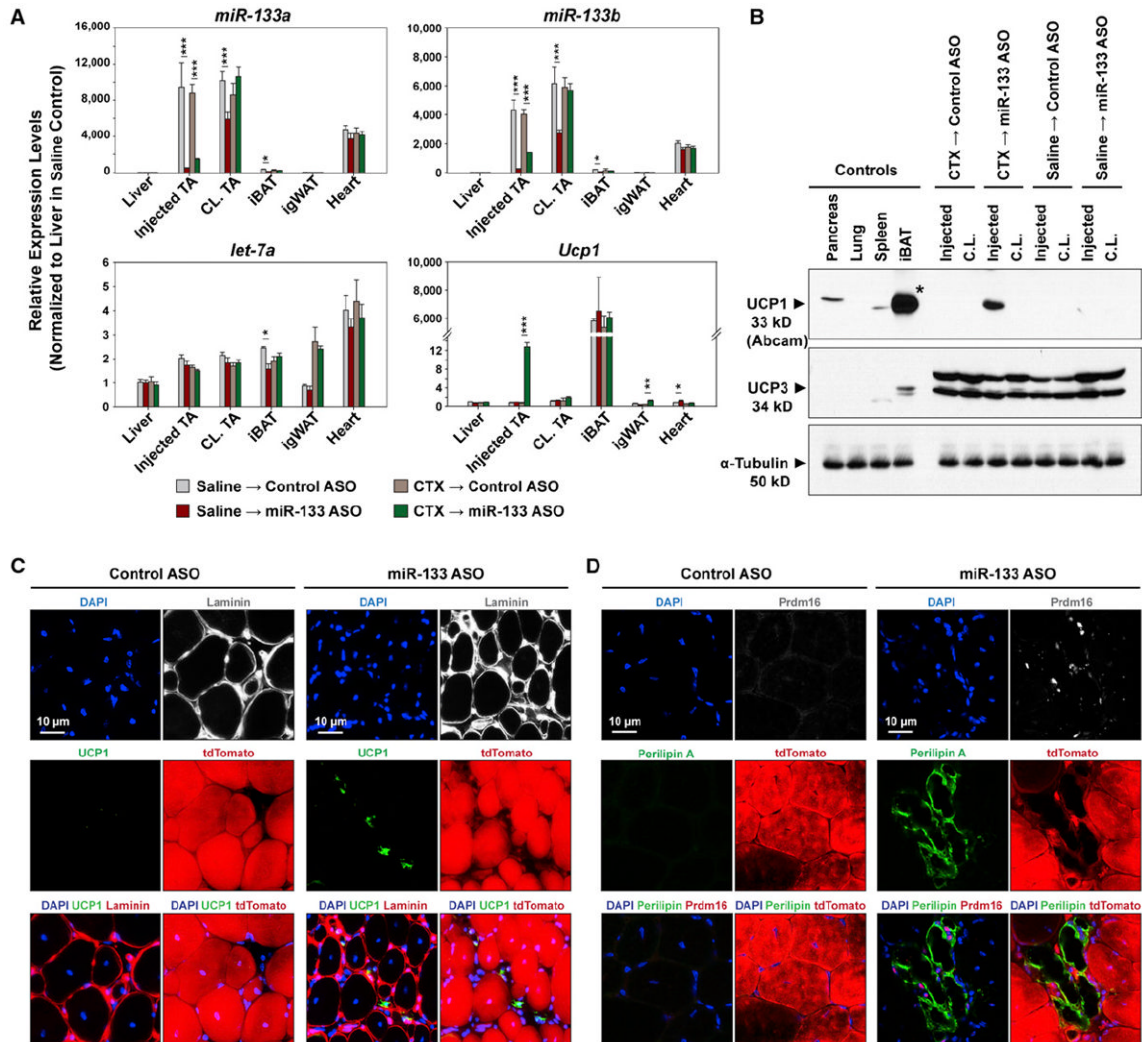 A
Relative Expression Levels
(Normalized to Liver in Saline Control)
miR-133a
16,000
12,000
8,000
4,000
***
***
***
*
Liver
Injected TA
CL. TA
iBAT
igWAT
Heart
miR-133b
10,000
8,000
6,000
4,000
2,000
0
***
***
***
*
Liver
Injected TA
CL. TA
iBAT
igWAT
Heart
let-7a
6
5
4
3
2
1
0
*
Liver
Injected TA
CL. TA
iBAT
igWAT
Heart
Ucp1
10,000
8,000
6,000
12
8
4
0
***
**
*
Liver
Injected TA
CL. TA
iBAT
igWAT
Heart
Saline → Control ASO
CTX → Control ASO
Saline → miR-133 ASO
CTX → miR-133 ASO
B
Controls
CTX → Control ASO
CTX → miR-133 ASO
Saline → Control ASO
Saline → miR-133 ASO
Pancreas
Lung
Spleen
iBAT
Injected
C.L.
Injected
C.L.
Injected
C.L.
Injected
C.L.
*
UCP1
33 kD
(Abcam)
UCP3
34 kD
α-Tubulin
50 kD
C
Control ASO
miR-133 ASO
DAPI
Laminin
DAPI
Laminin
10 µm
10 µm
UCP1
tdTomato
UCP1
tdTomato
DAPI UCP1 Laminin
DAPI UCP1 tdTomato
DAPI UCP1 Laminin
DAPI UCP1 tdTomato
D
Control ASO
miR-133 ASO
DAPI
Prdm16
DAPI
Prdm16
10 µm
10 µm
Perilipin A
tdTomato
Perilipin A
tdTomato
DAPI Perilipin Prdm16
DAPI Perilipin tdTomato
DAPI Perilipin Prdm16
DAPI Perilipin tdTomato